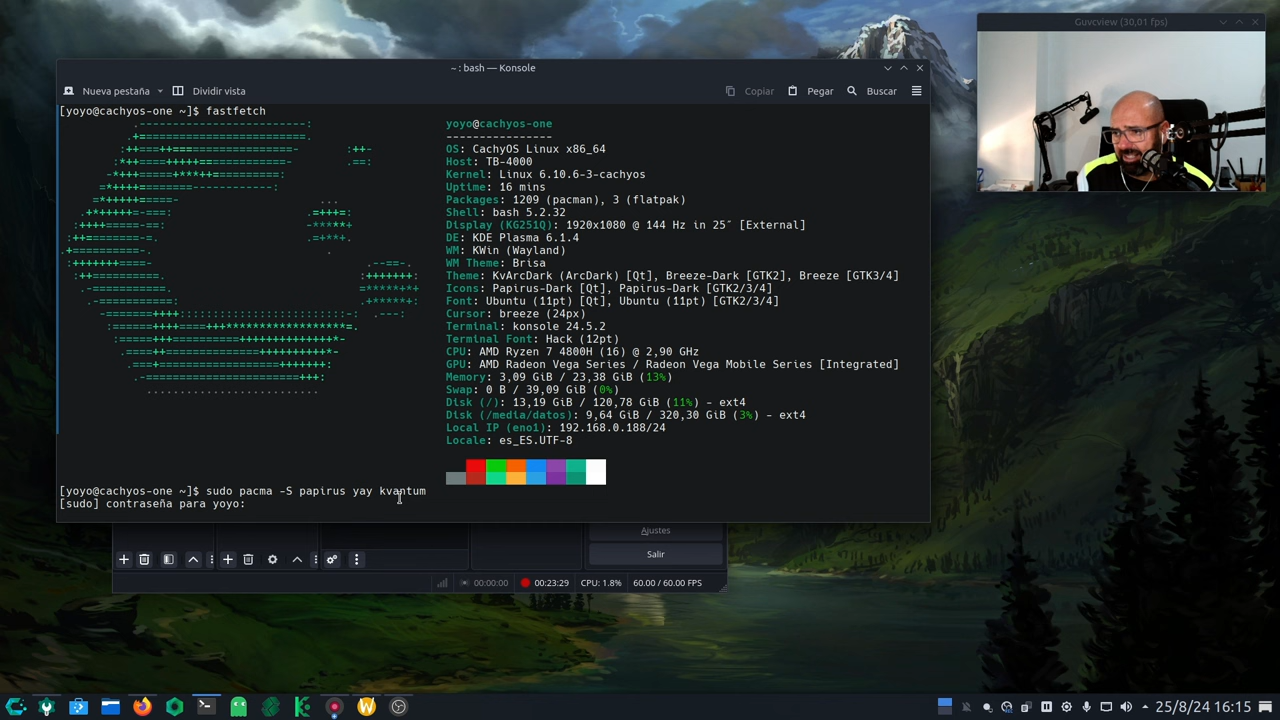 Guvcview (30,01 fps)
~ : bash — Konsole
Nueva pestaña
Dividir vista
Copiar
Pegar
Buscar
[yoyo@cachyos-one ~]$ fastfetch
yoyo@cachyos-one
---------------
OS: CachyOS Linux x86_64
Host: TB-4000
Kernel: Linux 6.10.6-3-cachyos
Uptime: 16 mins
Packages: 1209 (pacman), 3 (flatpak)
Shell: bash 5.2.32
Display (KG251Q): 1920x1080 @ 144 Hz in 25″ [External]
DE: KDE Plasma 6.1.4
WM: KWin (Wayland)
WM Theme: Brisa
Theme: KvArcDark (ArcDark) [Qt], Breeze-Dark [GTK2], Breeze [GTK3/4]
Icons: Papirus-Dark [Qt], Papirus-Dark [GTK2/3/4]
Font: Ubuntu (11pt) [Qt], Ubuntu (11pt) [GTK2/3/4]
Cursor: breeze (24px)
Terminal: konsole 24.5.2
Terminal Font: Hack (12pt)
CPU: AMD Ryzen 7 4800H (16) @ 2,90 GHz
GPU: AMD Radeon Vega Series / Radeon Vega Mobile Series [Integrated]
Memory: 3,09 GiB / 23,38 GiB (13%)
Swap: 0 B / 39,09 GiB (0%)
Disk (/): 13,19 GiB / 120,78 GiB (11%) - ext4
Disk (/media/datos): 9,64 GiB / 320,30 GiB (3%) - ext4
Local IP (eno1): 192.168.0.188/24
Locale: es_ES.UTF-8
[yoyo@cachyos-one ~]$ sudo pacma -S papirus yay kvantum
[sudo] contraseña para yoyo:
Ajustes
Salir
00:00:00
00:23:29
CPU: 1.8%
60.00 / 60.00 FPS
25/8/24 16:15